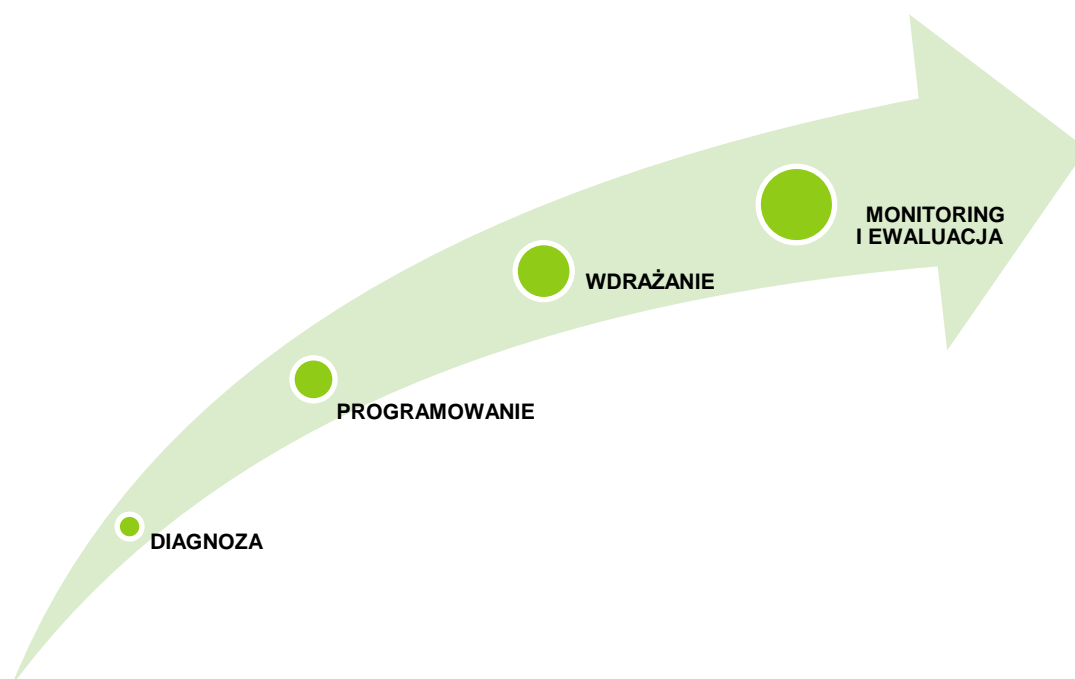 DIAGNOZA
PROGRAMOWANIE
WDRAŻANIE
MONITORING
I EWALUACJA